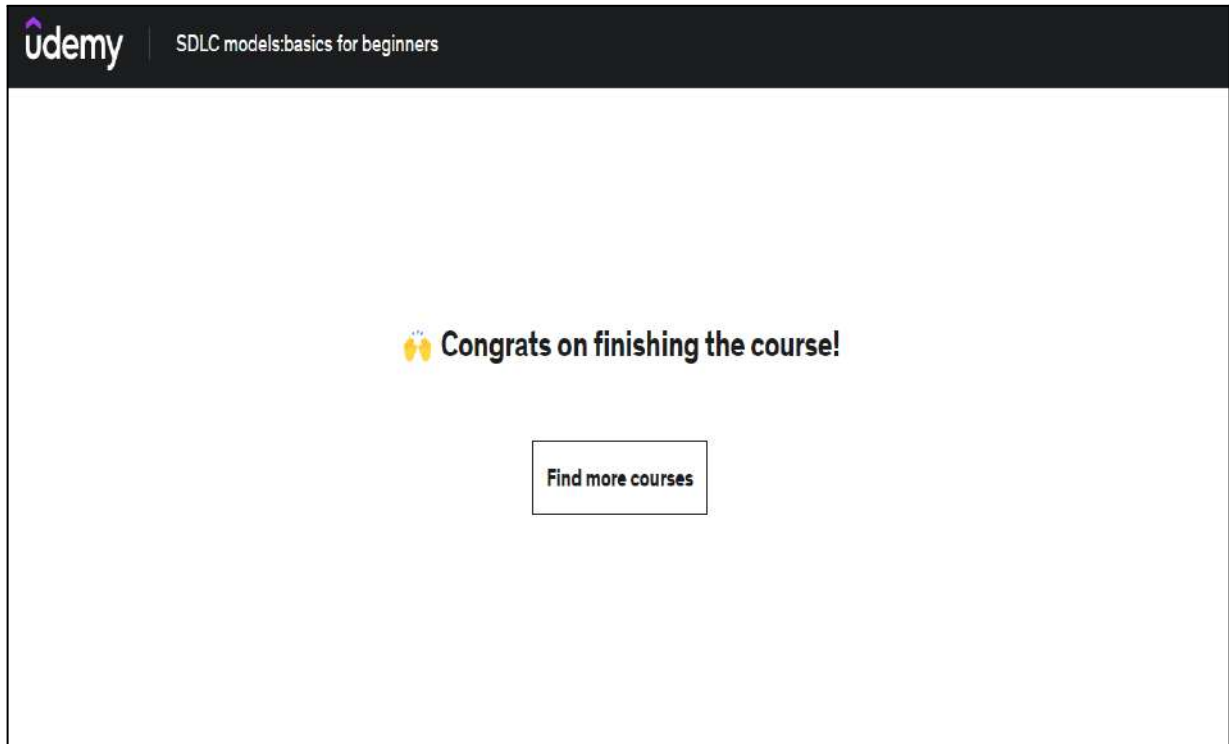 udemy
SDLC models:basics for beginners
🙌 Congrats on finishing the course!
Find more courses